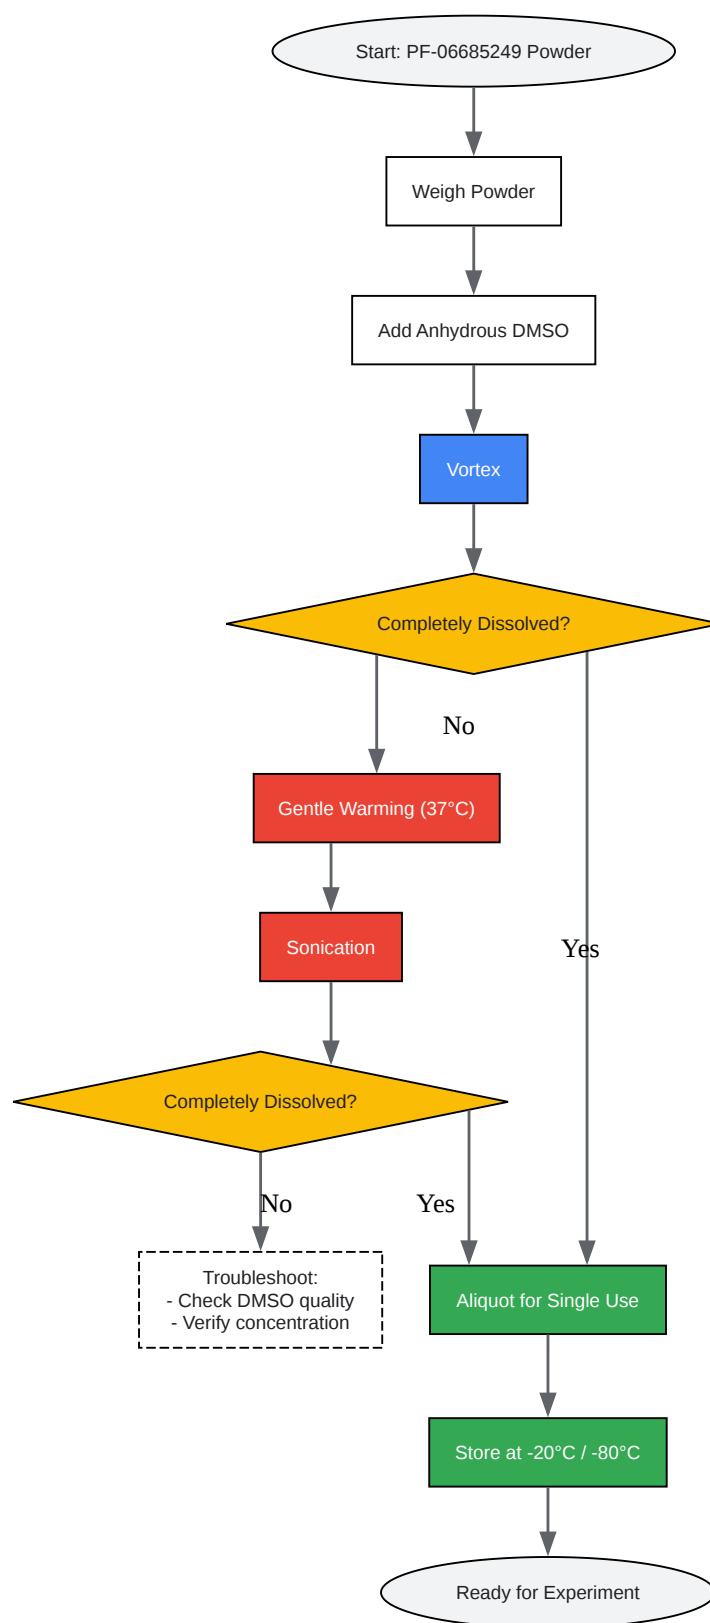 Start: PF-06685249 Powder
Weigh Powder
Add Anhydrous DMSO
Vortex
Completely Dissolved?
No
Gentle Warming (37°C)
Sonication
Yes
Completely Dissolved?
No
Yes
Troubleshoot:
- Check DMSO quality
- Verify concentration
Aliquot for Single Use
Store at -20°C / -80°C
Ready for Experiment